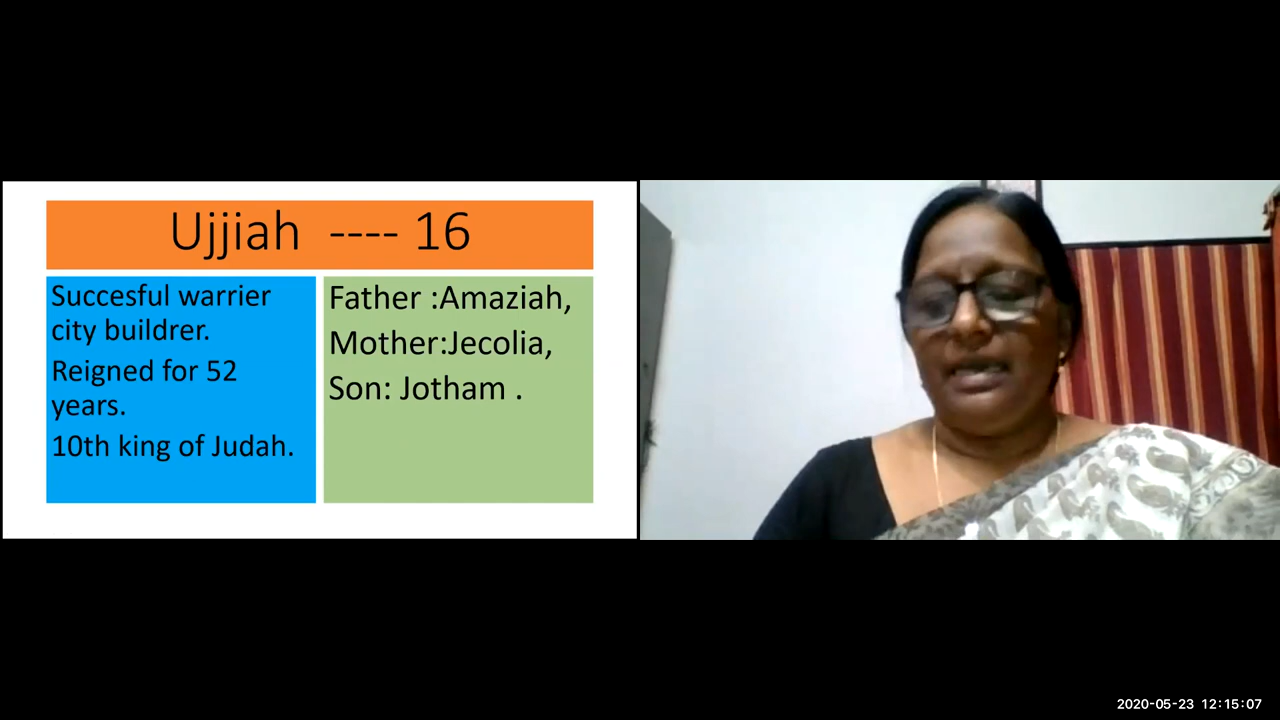 Ujjiah ---- 16
Succesful warrier
city buildrer.
Reigned for 52
years.
10th king of Judah.
Father :Amaziah,
Mother:Jecolia,
Son: Jotham .
2020-05-23 12:15:07